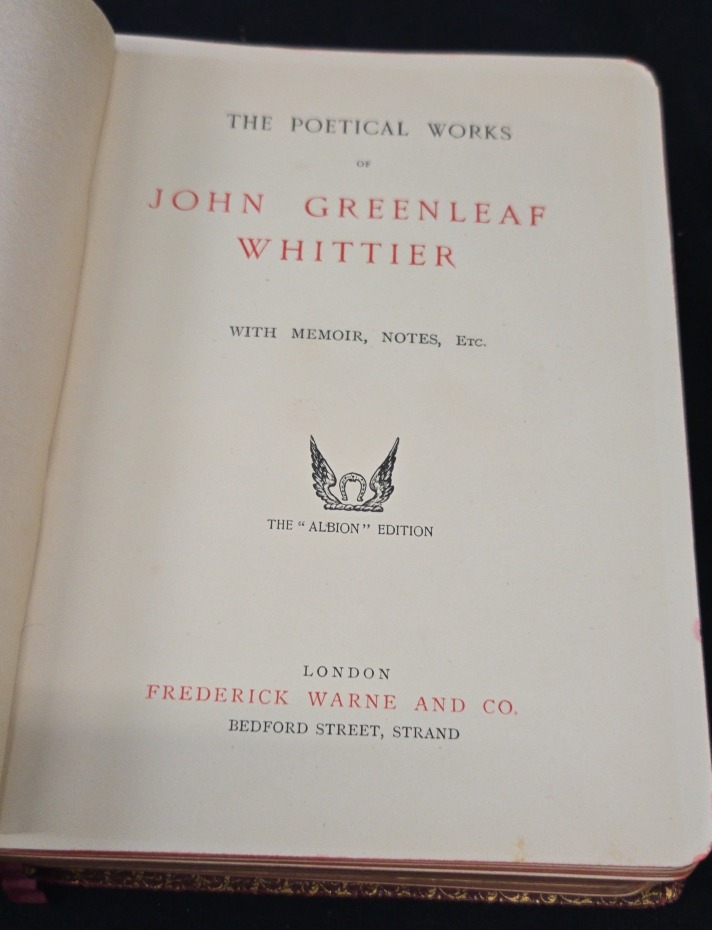 THE POETICAL WORKS
OF
JOHN GREENLEAF
WHITTIER
WITH MEMOIR, NOTES, Etc.
THE "ALBION" EDITION
LONDON
FREDERICK WARNE AND CO.
BEDFORD STREET, STRAND